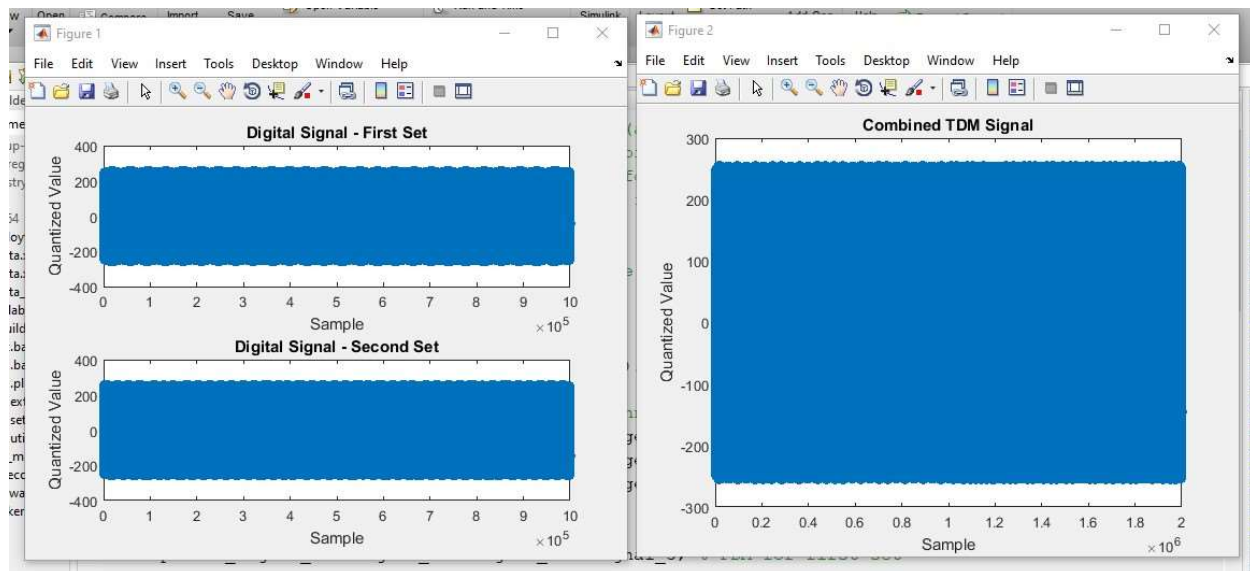 Open
Compare
Import
Save
Simulink
Layout
Help
Figure 1
File Edit View Insert Tools Desktop Window Help
Digital Signal - First Set
400
200
0
-200
-400
Quantized Value
0 1 2 3 4 5 6 7 8 9 10
Sample
×10^5
Digital Signal - Second Set
400
200
0
-200
-400
Quantized Value
0 1 2 3 4 5 6 7 8 9 10
Sample
×10^5
Figure 2
File Edit View Insert Tools Desktop Window Help
Combined TDM Signal
300
200
100
0
-100
-200
-300
Quantized Value
0 0.2 0.4 0.6 0.8 1 1.2 1.4 1.6 1.8 2
Sample
×10^6